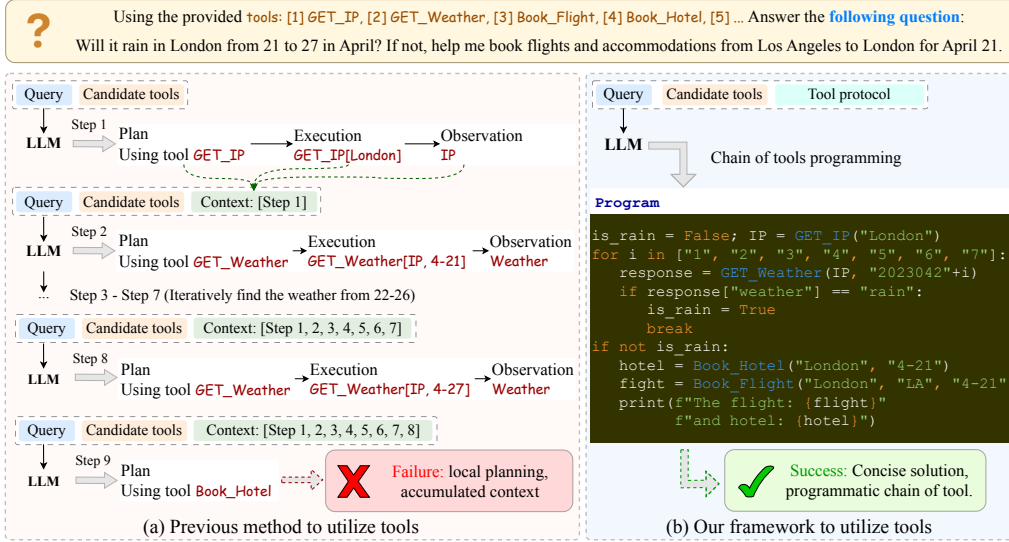 Using the provided tools: [1] GET_IP, [2] GET_Weather, [3] Book_Flight, [4] Book_Hotel, [5] ... Answer the following question:
?
Will it rain in London from 21 to 27 in April? If not, help me book flights and accommodations from Los Angeles to London for April 21.
Query Candidate tools
Step 1
LLM
Plan Execution Observation
Using tool GET_IP GET_IP[London] IP
Query Candidate tools Context: [Step 1]
Step 2
LLM
Plan Execution Observation
Using tool GET_Weather GET_Weather[IP, 4-21] Weather
... Step 3 - Step 7 (Iteratively find the weather from 22-26)
Query Candidate tools Context: [Step 1, 2, 3, 4, 5, 6, 7]
Step 8
LLM
Plan Execution Observation
Using tool GET_Weather GET_Weather[IP, 4-27] Weather
Query Candidate tools Context: [Step 1, 2, 3, 4, 5, 6, 7, 8]
Step 9
LLM
Plan
Using tool Book_Hotel
Failure: local planning,
accumulated context
(a) Previous method to utilize tools
Query Candidate tools Tool protocol
LLM
Chain of tools programming
Program
is_rain = False; IP = GET_IP("London")
for i in ["1", "2", "3", "4", "5", "6", "7"]:
response = GET_Weather(IP, "2023042"+i)
if response["weather"] == "rain":
is_rain = True
break
if not is_rain:
hotel = Book_Hotel("London", "4-21")
fight = Book_Flight("London", "LA", "4-21"
print(f"The flight: {flight}"
f"and hotel: {hotel}")
Success: Concise solution,
programmatic chain of tool.
(b) Our framework to utilize tools